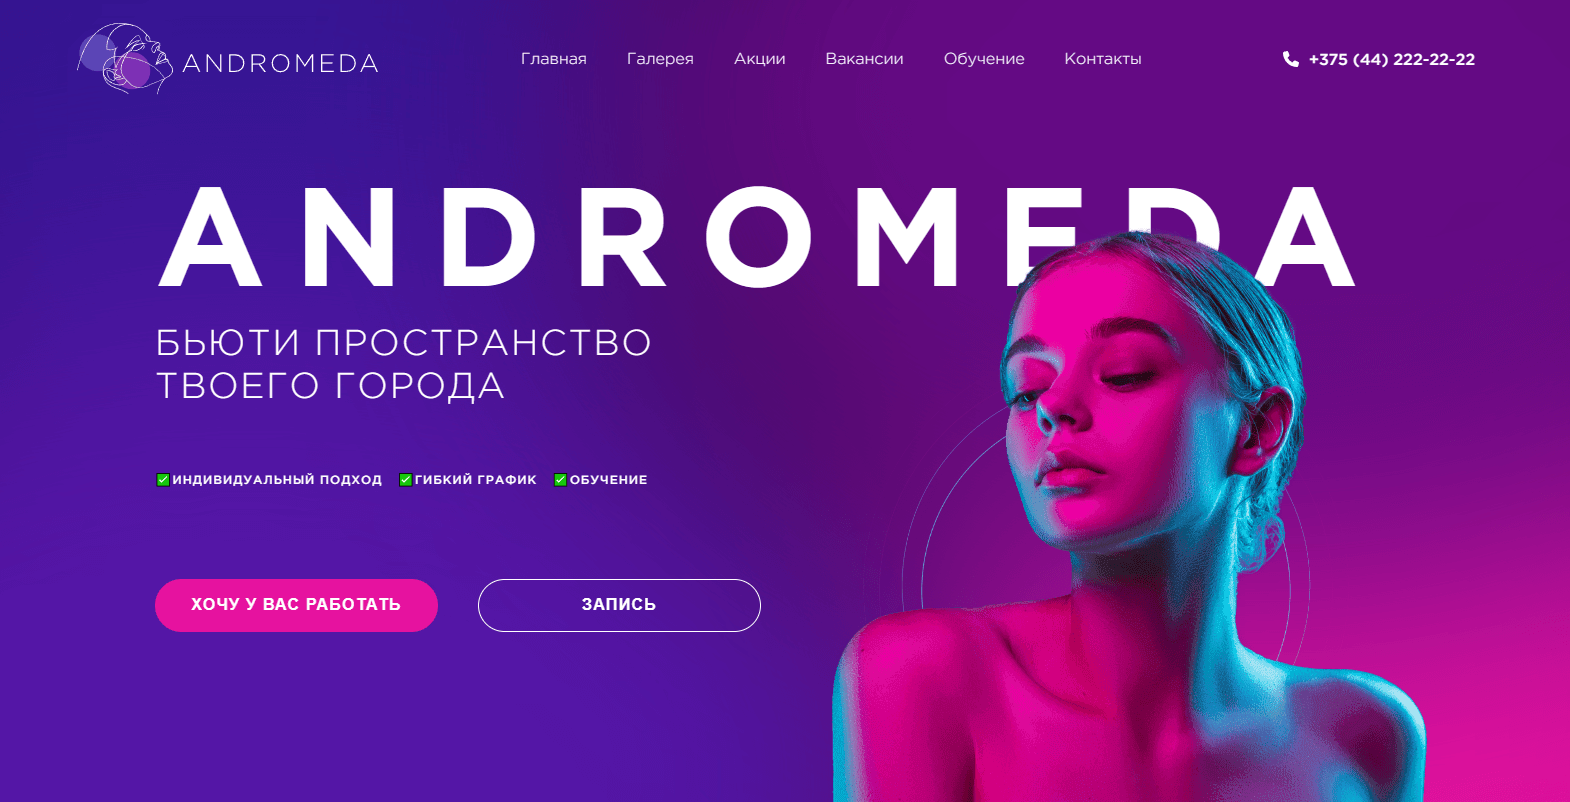 ANDROMEDA
Главная Галерея Акции Вакансии Обучение Контакты
+375 (44) 222-22-22
ANDROMEDA
БЬЮТИ ПРОСТРАНСТВО
ТВОЕГО ГОРОДА
✅ИНДИВИДУАЛЬНЫЙ ПОДХОД ✅ГИБКИЙ ГРАФИК ✅ОБУЧЕНИЕ
ХОЧУ У ВАС РАБОТАТЬ
ЗАПИСЬ